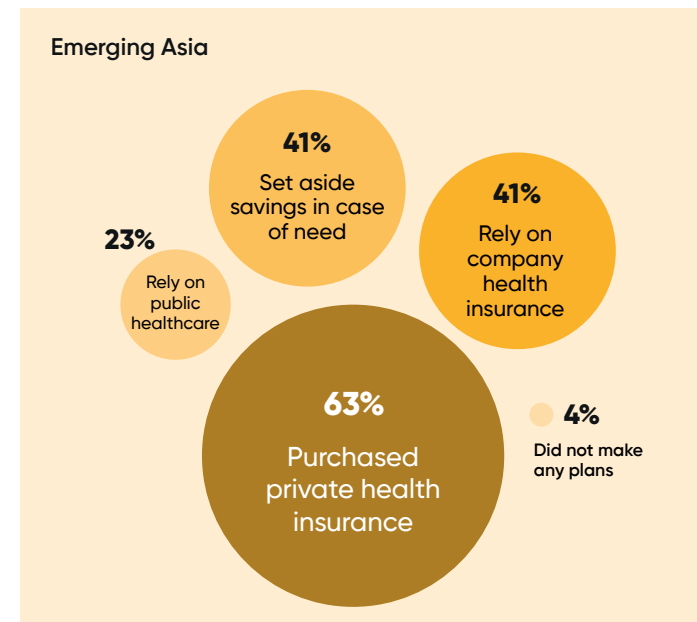 Emerging Asia
41%
Set aside
savings in case
of need
41%
Rely on
company
health
insurance
23%
Rely on
public
healthcare
63%
Purchased
private health
insurance
4%
Did not make
any plans